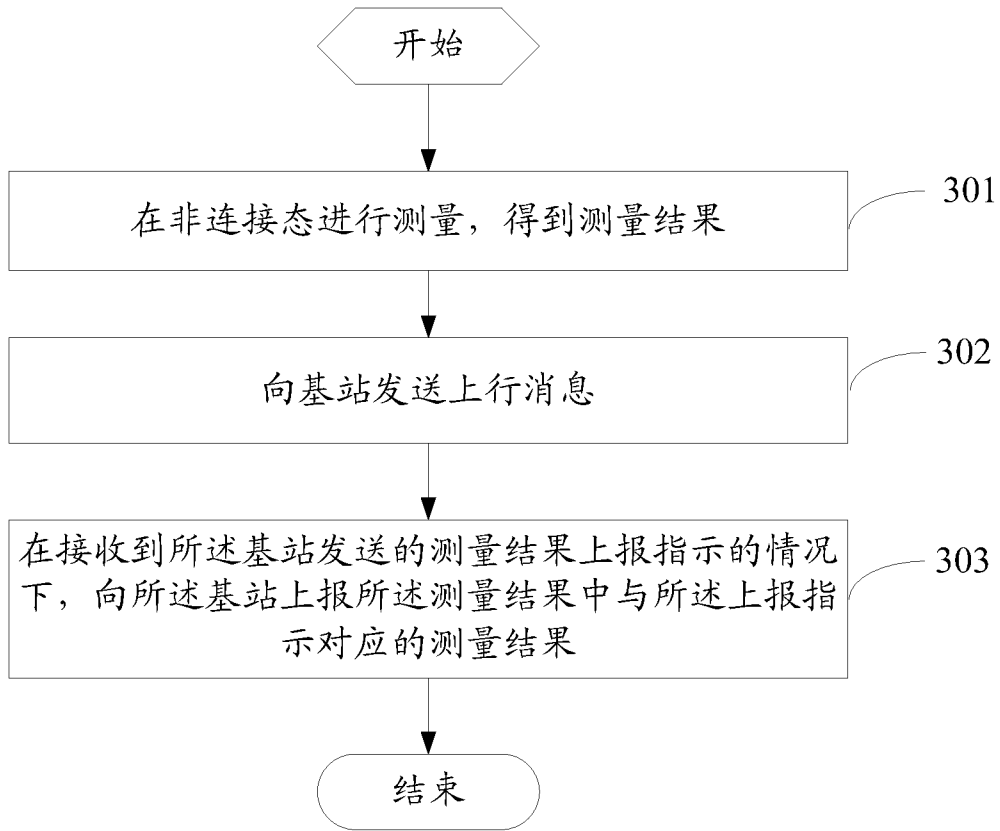 开始
在非连接态进行测量，得到测量结果
301
向基站发送上行消息
302
在接收到所述基站发送的测量结果上报指示的情况
下，向所述基站上报所述测量结果中与所述上报指
示对应的测量结果
303
结束